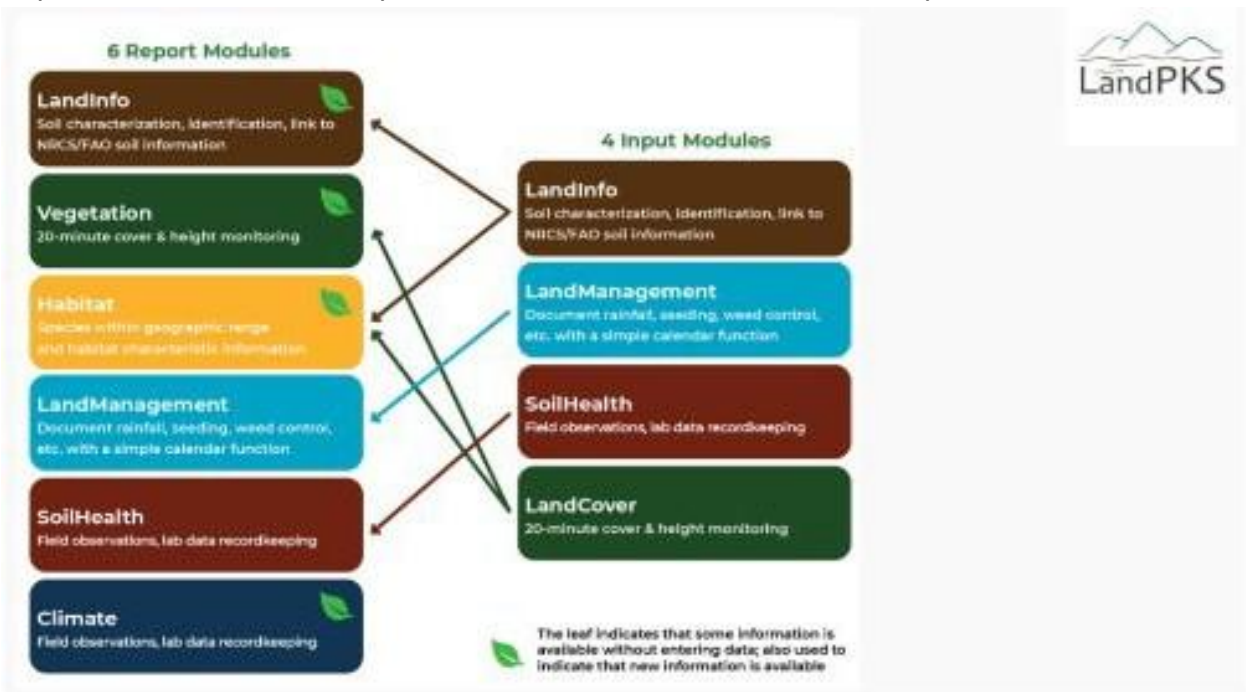 6 Report Modules
LandInfo
Soil characterization, identification, link to
NRCS/FAO soil information
Vegetation
20-minute cover & height monitoring
Habitat
Species within geographic range
and habitat characteristic information
LandManagement
Document rainfall, seeding, weed control,
etc. with a simple calendar function
SoilHealth
Field observations, lab data recordkeeping
Climate
Field observations, lab data recordkeeping
4 Input Modules
LandInfo
Soil characterization, identification, link to
NRCS/FAO soil information
LandManagement
Document rainfall, seeding, weed control,
etc. with a simple calendar function
SoilHealth
Field observations, lab data recordkeeping
LandCover
20-minute cover & height monitoring
The leaf indicates that some information is
available without entering data; also used to
indicate that new information is available
LandPKS